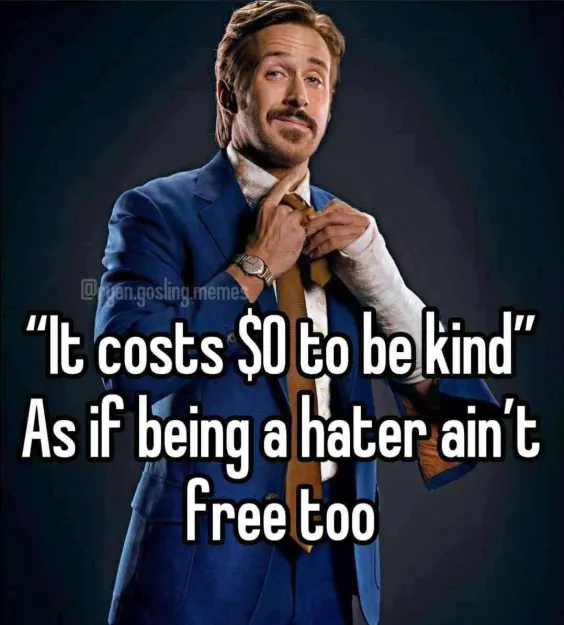 @ryan.gosling.memes
“It costs $0 to be kind”
As if being a hater ain’t
free too